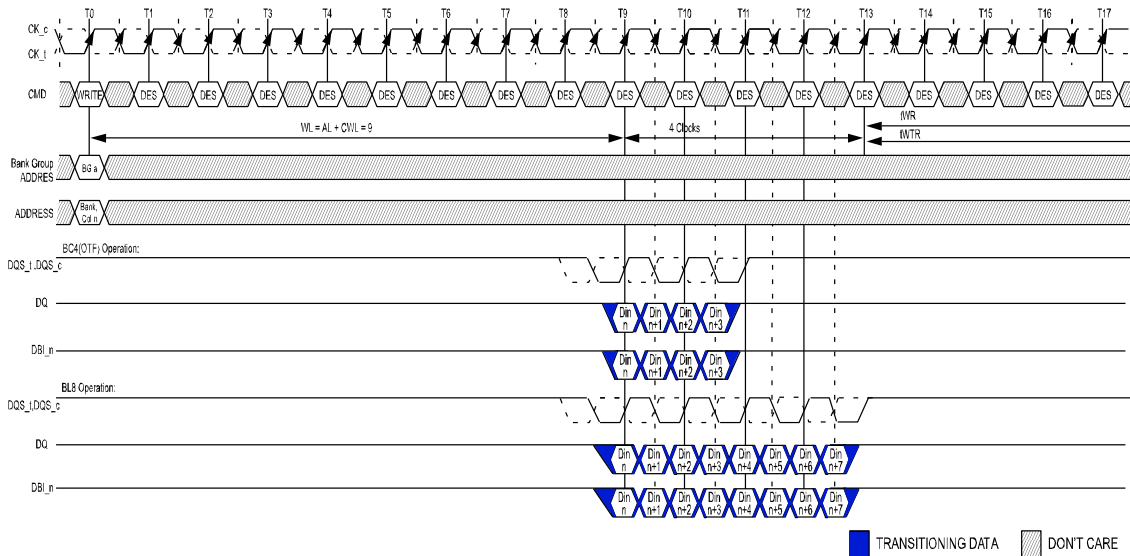 T0 T1 T2 T3 T4 T5 T6 T7 T8 T9 T10 T11 T12 T13 T14 T15 T16 T17
CK_c
CK_t
CMD WRITE DES DES DES DES DES DES DES DES DES DES DES DES DES DES DES DES DES
WL = AL + CWL = 9
4 Clocks
tWR
tWTR
Bank Group
ADDRES
BG a
ADDRESS
Bank,
Col n
BC4(OTF) Operation:
DQS_t ,DQS_c
DQ
Din n Din n+1 Din n+2 Din n+3
DBI_n
Din n Din n+1 Din n+2 Din n+3
BL8 Operation:
DQS_t,DQS_c
DQ
Din n Din n+1 Din n+2 Din n+3 Din n+4 Din n+5 Din n+6 Din n+7
DBI_n
Din n Din n+1 Din n+2 Din n+3 Din n+4 Din n+5 Din n+6 Din n+7
TRANSITIONING DATA
DON'T CARE